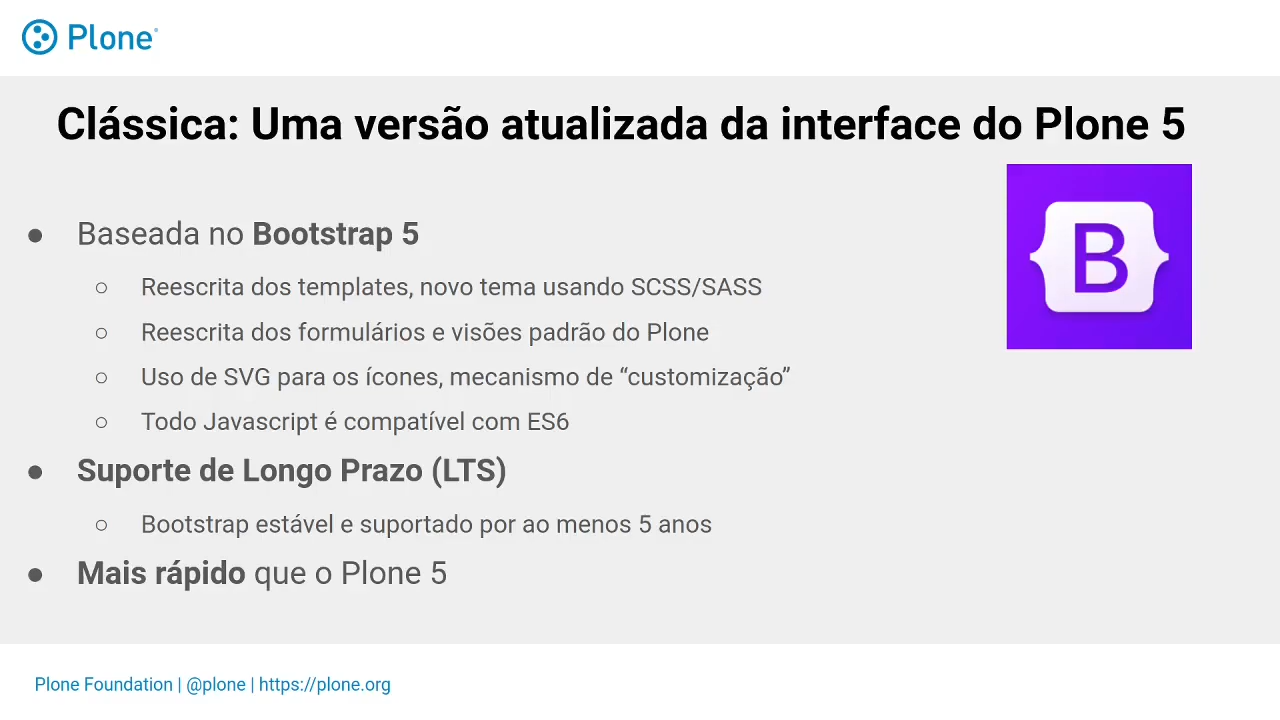 Plone®
Clássica: Uma versão atualizada da interface do Plone 5
● Baseada no Bootstrap 5
○ Reescrita dos templates, novo tema usando SCSS/SASS
○ Reescrita dos formulários e visões padrão do Plone
○ Uso de SVG para os ícones, mecanismo de “customização”
○ Todo Javascript é compatível com ES6
● Suporte de Longo Prazo (LTS)
○ Bootstrap estável e suportado por ao menos 5 anos
● Mais rápido que o Plone 5
B
Plone Foundation | @plone | https://plone.org